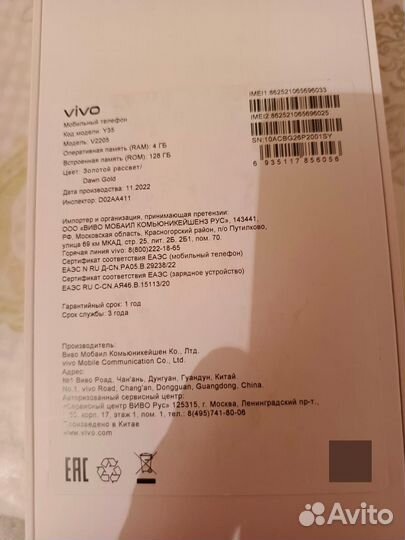 vivo
Мобильный телефон
Код модели: Y35
Модель: V2205
Оперативная память (RAM): 4 ГБ
Встроенная память (ROM): 128 ГБ
Цвет: Золотой рассвет/
Dawn Gold
Дата производства: 11.2022
Инспектор: D02AA411
IMEI1:862521065696033
IMEI2:862521065696025
SN:10ACBG26P2001SY
6 935117 856056
Импортер и организация, принимающая претензии:
ООО «ВИВО МОБАИЛ КОМЬЮНИКЕЙШЕНЗ РУС», 143441,
РФ, Московская область, Красногорский район, п/о Путилково,
улица 69 км МКАД, стр. 25, лит. 2Б, 2Б1, пом. 70.
Горячая линия vivo: 8(800)222-18-65
Сертификат соответствия ЕАЭС (мобильный телефон)
ЕАЭС N RU Д-CN.РА05.В.29238/22
Сертификат соответствия ЕАЭС (зарядное устройство)
ЕАЭС RU С-CN.АЯ46.В.15113/20
Гарантийный срок: 1 год
Срок службы: 3 года
Производитель:
Виво Мобаил Комьюникейшен Ко., Лтд.
vivo Mobile Communication Co., Ltd.
Адрес:
№1 Виво Роад, Чан'ань, Дунгуан, Гуандун, Китай
No.1, vivo Road, Chang'an, Dongguan, Guangdong, China.
Авторизованный сервисный центр:
«Сервисный центр ВИВО Рус» 125315, г. Москва, Ленинградский пр-т.,
корп. 17, этаж 1, пом. 1, тел.: 8(495)741-80-06
Произведено в Китае
www.vivo.com
EAC
Avito